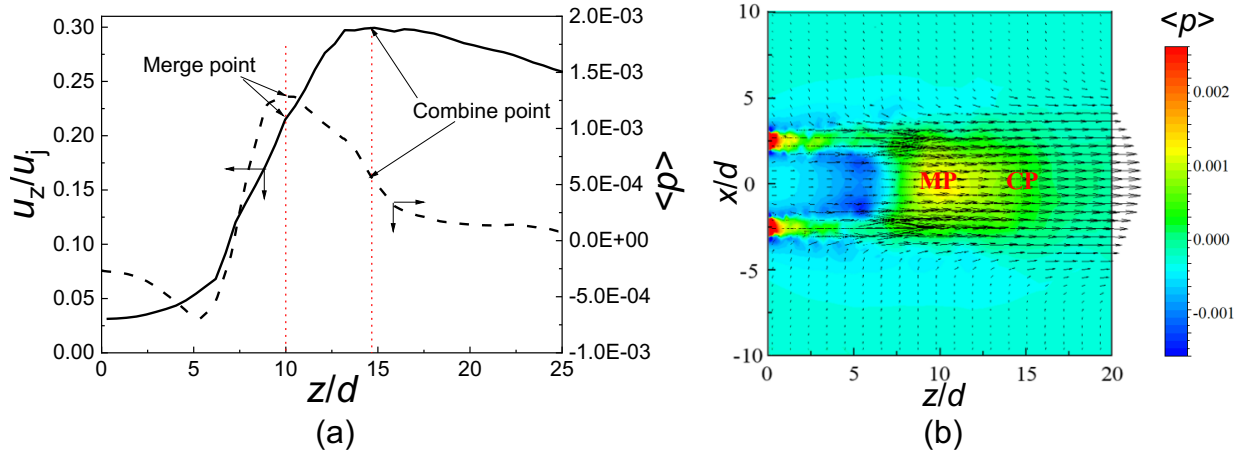 0.30
0.25
0.20
0.15
0.10
0.05
0.00
u_z/u_j
0 5 10 15 20 25
z/d
2.0E-03
1.5E-03
1.0E-03
5.0E-04
0.0E+00
-5.0E-04
-1.0E-03
<p>
Merge point
Combine point
(a)
10
5
0
-5
-10
x/d
0 5 10 15 20
z/d
MP CP
<p>
0.002
0.001
0.000
-0.001
(b)